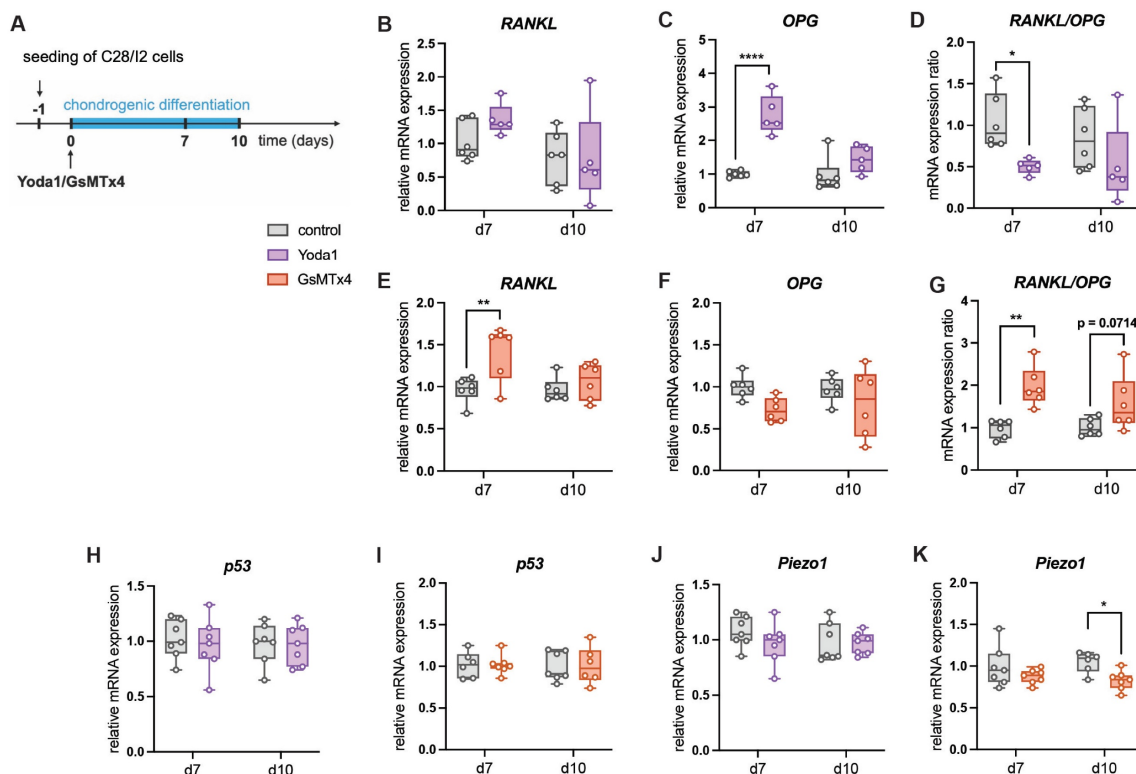 A
seeding of C28/I2 cells
chondrogenic differentiation
-1
0
7
10
time (days)
Yoda1/GsMTx4
control
Yoda1
GsMTx4
B
RANKL
relative mRNA expression
2.5
2.0
1.5
1.0
0.5
0.0
d7
d10
C
OPG
relative mRNA expression
5
4
3
2
1
0
****
d7
d10
D
RANKL/OPG
mRNA expression ratio
2.0
1.5
1.0
0.5
0.0
*
d7
d10
E
RANKL
relative mRNA expression
2.0
1.5
1.0
0.5
0.0
**
d7
d10
F
OPG
relative mRNA expression
2.0
1.5
1.0
0.5
0.0
d7
d10
G
RANKL/OPG
mRNA expression ratio
4
3
2
1
0
**
p = 0.0714
d7
d10
H
p53
relative mRNA expression
1.5
1.0
0.5
0.0
d7
d10
I
p53
relative mRNA expression
2.0
1.5
1.0
0.5
0.0
d7
d10
J
Piezo1
relative mRNA expression
1.5
1.0
0.5
0.0
d7
d10
K
Piezo1
relative mRNA expression
2.0
1.5
1.0
0.5
0.0
*
d7
d10